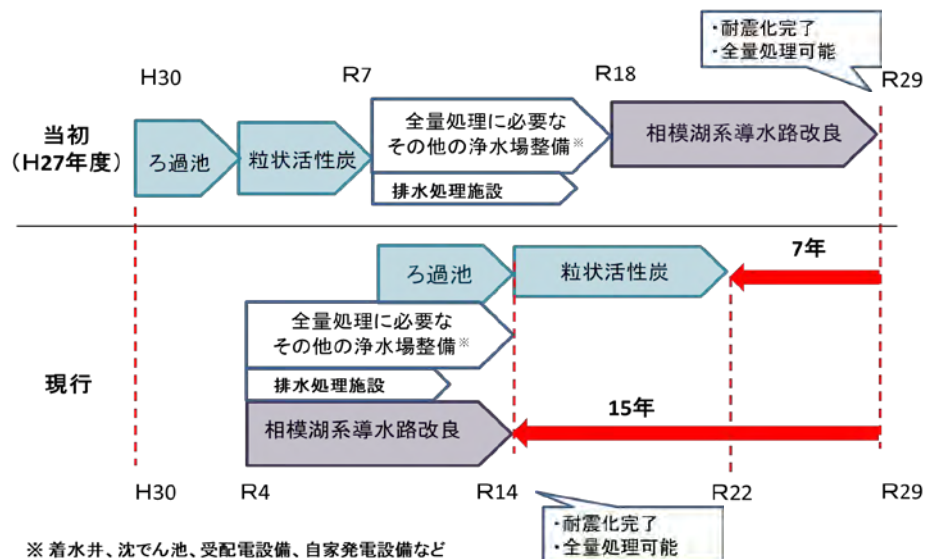 ・耐震化完了
・全量処理可能
H30
R7
R18
R29
当初
（H27年度）
ろ過池
粒状活性炭
全量処理に必要な
その他の浄水場整備※
排水処理施設
相模湖系導水路改良
現行
ろ過池
粒状活性炭
7年
全量処理に必要な
その他の浄水場整備※
排水処理施設
相模湖系導水路改良
15年
H30
R4
R14
R22
R29
・耐震化完了
・全量処理可能
※ 着水井、沈でん池、受配電設備、自家発電設備など